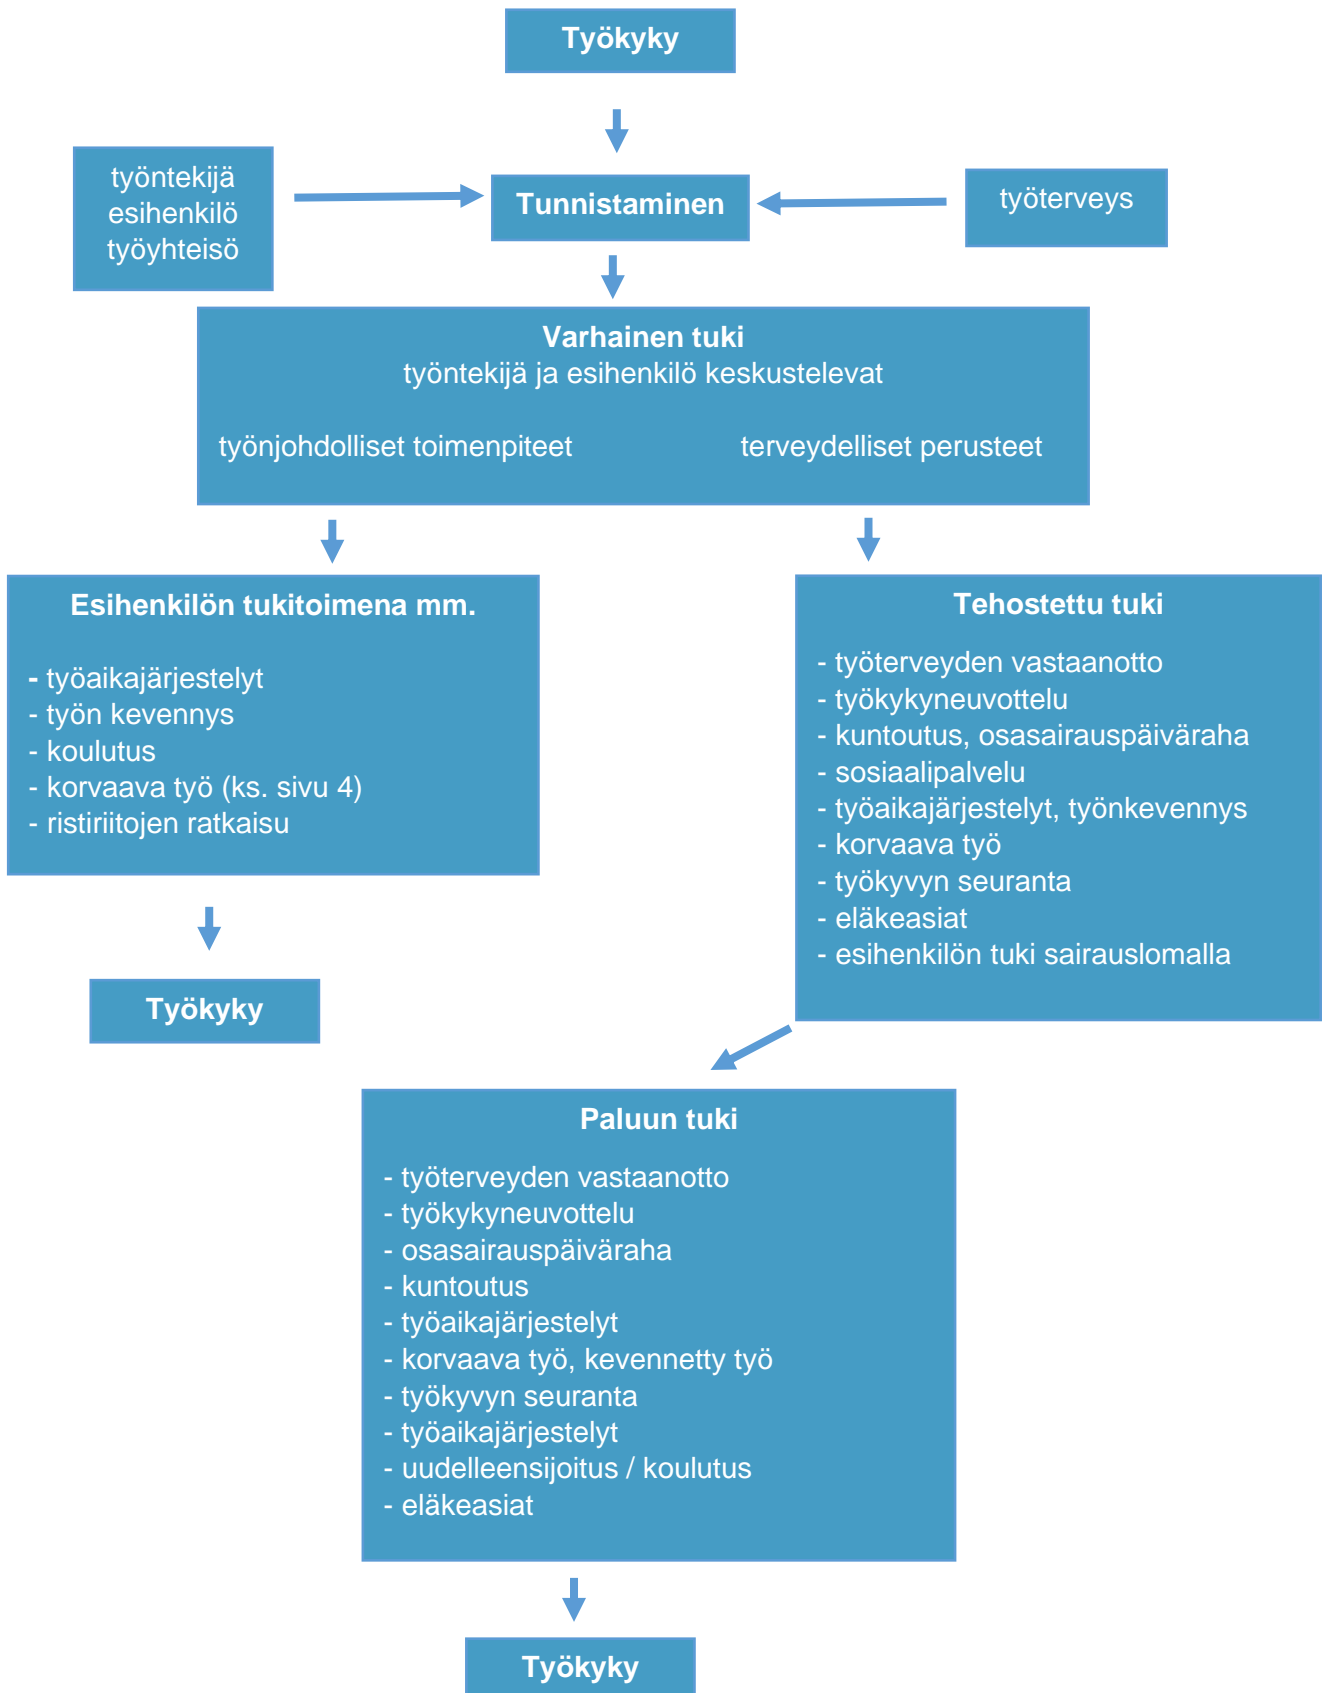 Työkyky
työntekijä
esihenkilö
työyhteisö
Tunnistaminen
työterveys
Varhainen tuki
työntekijä ja esihenkilö keskustelevat
työnjohdolliset toimenpiteet
terveydelliset perusteet
Esihenkilön tukitoimena mm.
- työaikajärjestelyt
- työn kevennys
- koulutus
- korvaava työ (ks. sivu 4)
- ristiriitojen ratkaisu
Työkyky
Tehostettu tuki
- työterveyden vastaanotto
- työkykyneuvottelu
- kuntoutus, osasairauspäiväraha
- sosiaalipalvelu
- työaikajärjestelyt, työnkevennys
- korvaava työ
- työkyvyn seuranta
- eläkeasiat
- esihenkilön tuki sairauslomalla
Paluun tuki
- työterveyden vastaanotto
- työkykyneuvottelu
- osasairauspäiväraha
- kuntoutus
- työaikajärjestelyt
- korvaava työ, kevennetty työ
- työkyvyn seuranta
- työaikajärjestelyt
- uudelleensijoitus / koulutus
- eläkeasiat
Työkyky